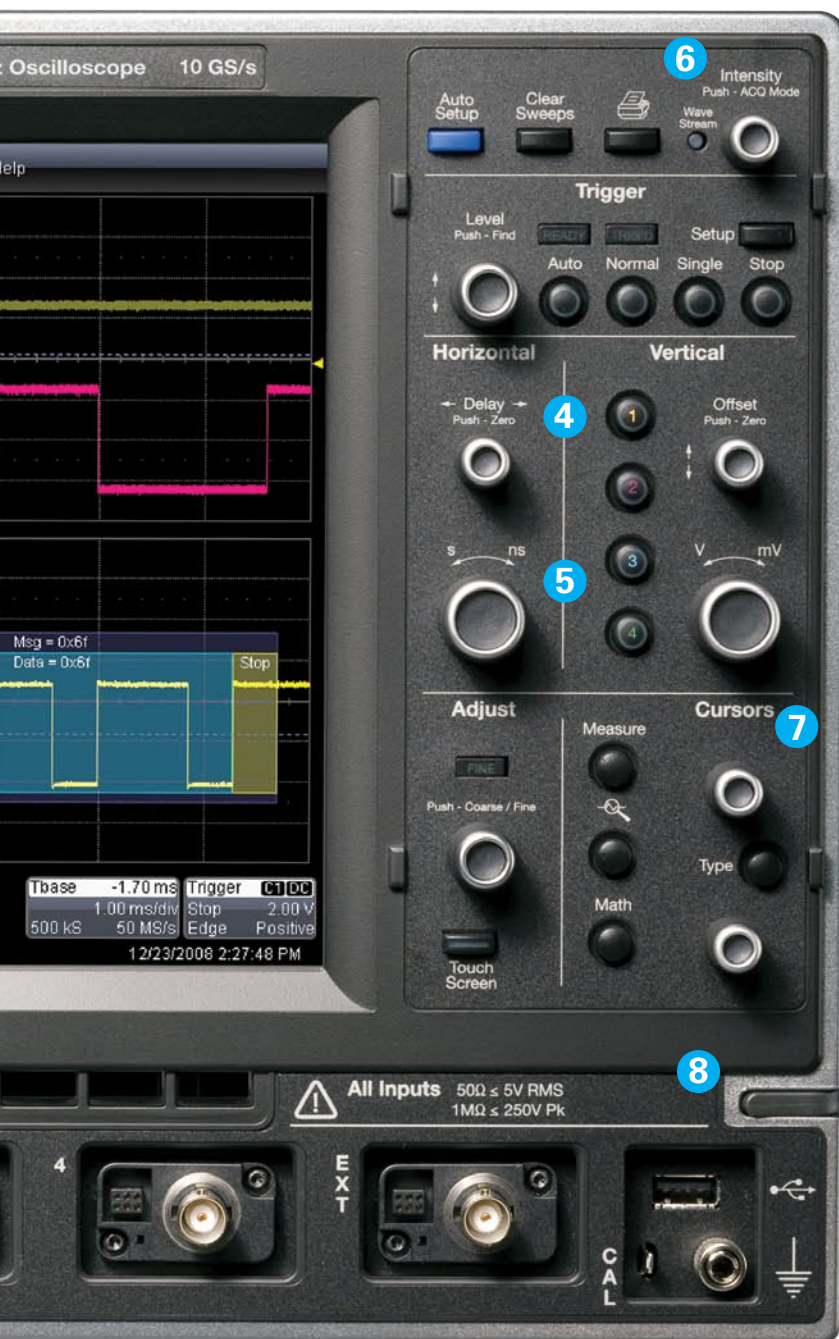 z Oscilloscope 10 GS/s
Help
6
Intensity
Push - ACQ Mode
Auto
Setup
Clear
Sweeps
Wave
Stream
Trigger
Level
Push - Find
READY
TRIG'D
Setup
Auto
Normal
Single
Stop
Horizontal
Vertical
Delay
Push - Zero
4
1
Offset
Push - Zero
2
s
ns
5
3
V
mV
4
Msg = 0x6f
Data = 0x6f
Stop
Adjust
Cursors
7
Measure
FINE
Push - Coarse / Fine
Type
Math
Touch
Screen
Tbase -1.70 ms
1.00 ms/div
500 kS 50 MS/s
Trigger C1 DC
Stop 2.00 V
Edge Positive
12/23/2008 2:27:48 PM
8
All Inputs 50Ω ≤ 5V RMS
1MΩ ≤ 250V Pk
4
EXT
CAL